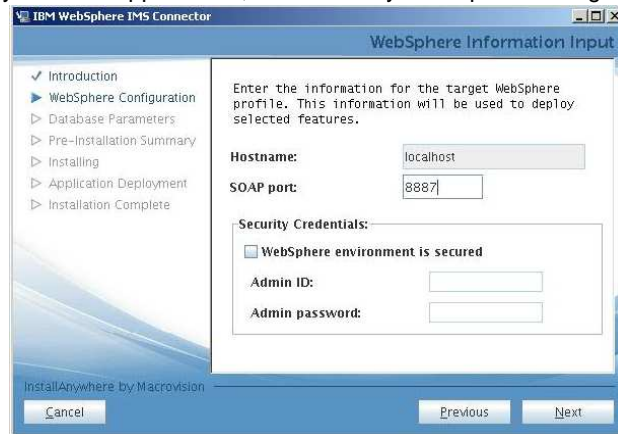 IBM WebSphere IMS Connector
WebSphere Information Input
Introduction
WebSphere Configuration
Database Parameters
Pre-Installation Summary
Installing
Application Deployment
Installation Complete
Enter the information for the target WebSphere
profile. This information will be used to deploy
selected features.
Hostname: localhost
SOAP port: 8887
Security Credentials:
WebSphere environment is secured
Admin ID:
Admin password:
InstallAnywhere by Macrovision
Cancel Previous Next